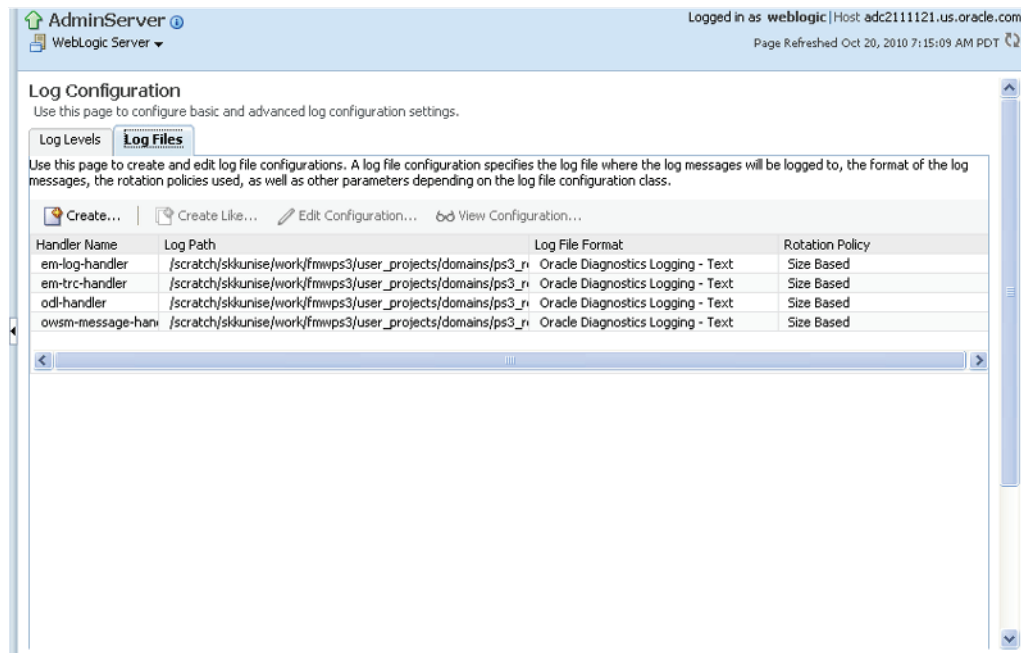 AdminServer
Logged in as weblogic|Host adc2111121.us.oracle.com
WebLogic Server
Page Refreshed Oct 20, 2010 7:15:09 AM PDT
Log Configuration
Use this page to configure basic and advanced log configuration settings.
Log Levels Log Files
Use this page to create and edit log file configurations. A log file configuration specifies the log file where the log messages will be logged to, the format of the log
messages, the rotation policies used, as well as other parameters depending on the log file configuration class.
Create... Create Like... Edit Configuration... View Configuration...
Handler Name Log Path Log File Format Rotation Policy
em-log-handler /scratch/skkunise/work/fmwps3/user_projects/domains/ps3_r Oracle Diagnostics Logging - Text Size Based
em-trc-handler /scratch/skkunise/work/fmwps3/user_projects/domains/ps3_r Oracle Diagnostics Logging - Text Size Based
odl-handler /scratch/skkunise/work/fmwps3/user_projects/domains/ps3_r Oracle Diagnostics Logging - Text Size Based
owsm-message-han /scratch/skkunise/work/fmwps3/user_projects/domains/ps3_r Oracle Diagnostics Logging - Text Size Based